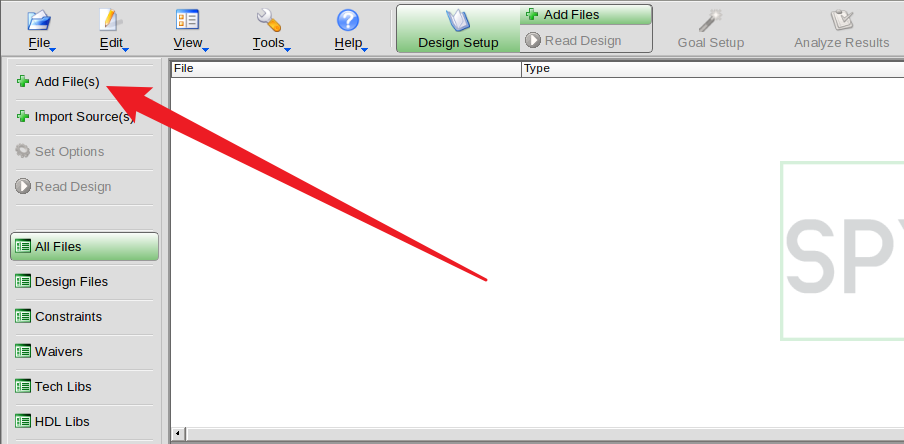 File
Edit
View
Tools
Help
Design Setup
Add Files
Read Design
Goal Setup
Analyze Results
Add File(s)
Import Source(s)
Set Options
Read Design
All Files
Design Files
Constraints
Waivers
Tech Libs
HDL Libs
File Type
SPY